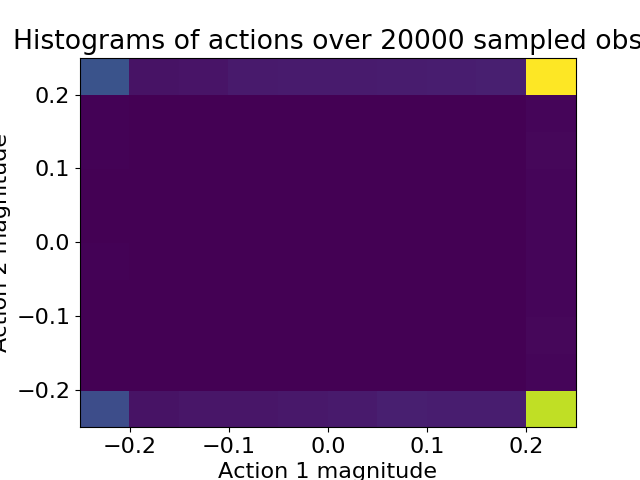 Histograms of actions over 20000 sampled obs
0.2
0.1
0.0
−0.1
−0.2
Action 2 magnitude
−0.2 −0.1 0.0 0.1 0.2
Action 1 magnitude